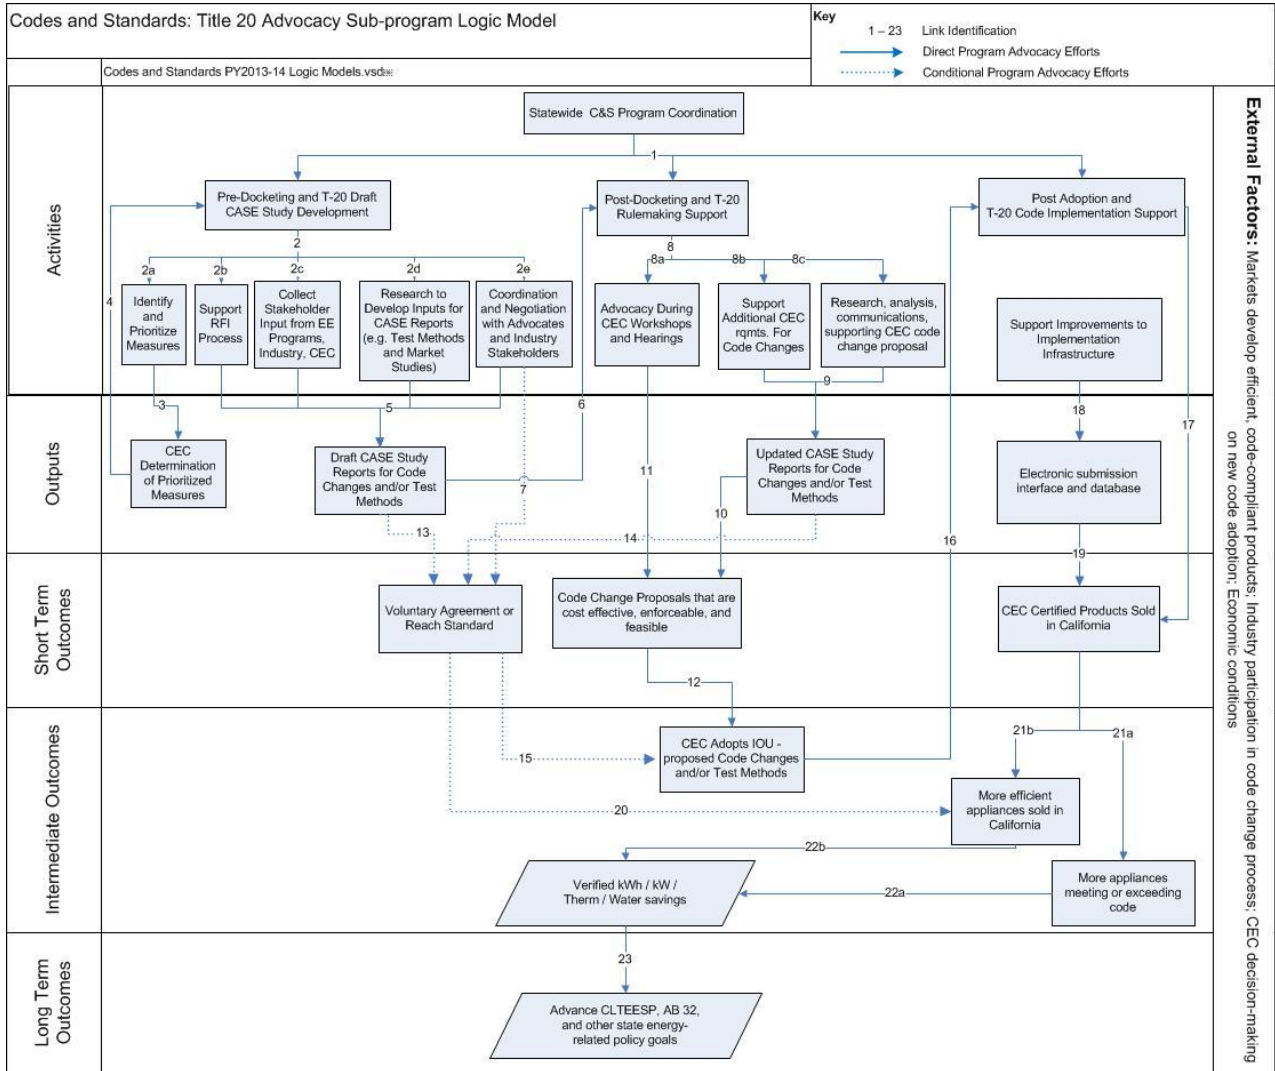 Codes and Standards: Title 20 Advocacy Sub-program Logic Model
Codes and Standards PY2013-14 Logic Models.vsd
Key
1 – 23 Link Identification
Direct Program Advocacy Efforts
Conditional Program Advocacy Efforts
Activities
Statewide C&S Program Coordination
1
Pre-Docketing and T-20 Draft
CASE Study Development
Post-Docketing and T-20
Rulemaking Support
Post Adoption and
T-20 Code Implementation Support
2
8
2a
2b
2c
2d
2e
8a
8b
8c
4
Identify
and
Prioritize
Measures
Support
RFI
Process
Collect
Stakeholder
Input from EE
Programs,
Industry, CEC
Research to
Develop Inputs for
CASE Reports
(e.g. Test Methods
and Market
Studies)
Coordination
and Negotiation
with Advocates
and Industry
Stakeholders
Advocacy During
CEC Workshops
and Hearings
Support
Additional CEC
rqmts. For
Code Changes
Research, analysis,
communications,
supporting CEC code
change proposal
Support Improvements to
Implementation
Infrastructure
9
Outputs
3
5
6
18
17
CEC
Determination
of Prioritized
Measures
Draft CASE Study
Reports for Code
Changes and/or Test
Methods
Updated CASE Study
Reports for Code
Changes and/or Test
Methods
Electronic submission
interface and database
7
11
10
13
14
16
19
Short Term
Outcomes
Voluntary Agreement or
Reach Standard
Code Change Proposals that are
cost effective, enforceable, and
feasible
CEC Certified Products Sold
in California
12
Intermediate Outcomes
21b
21a
15
CEC Adopts IOU -
proposed Code Changes
and/or Test Methods
20
More efficient
appliances sold in
California
22b
Verified kWh / kW /
Therm / Water savings
22a
More appliances
meeting or exceeding
code
Long Term
Outcomes
23
Advance CLTEESP, AB 32,
and other state energy-
related policy goals
External Factors: Markets develop efficient, code-compliant products; Industry participation in code change process; CEC decision-making
on new code adoption; Economic conditions